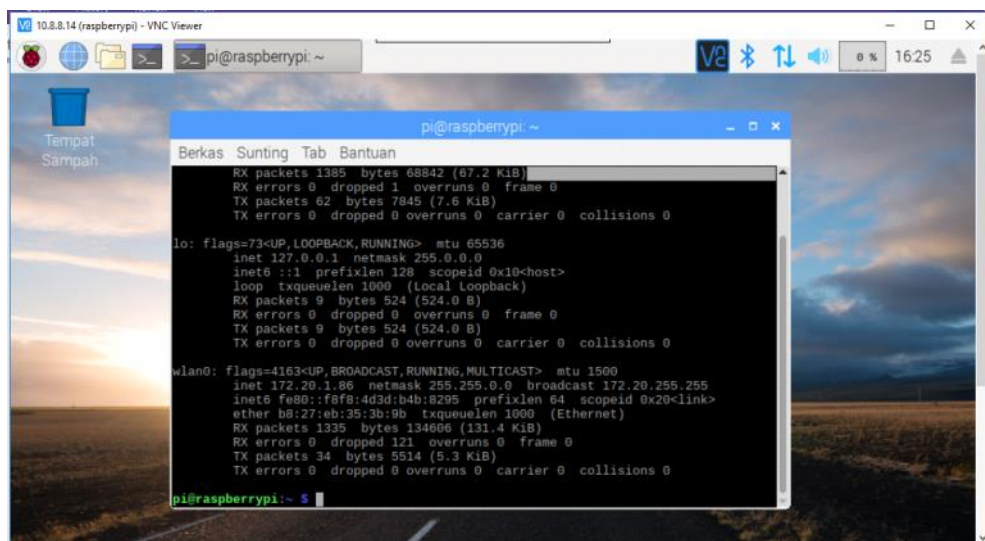 10.8.8.14 (raspberrypi) - VNC Viewer
pi@raspberrypi: ~
0 % 16:25
Tempat
Sampah
pi@raspberrypi: ~
Berkas Sunting Tab Bantuan
RX packets 1385 bytes 68842 (67.2 KiB)
RX errors 0 dropped 1 overruns 0 frame 0
TX packets 62 bytes 7845 (7.6 KiB)
TX errors 0 dropped 0 overruns 0 carrier 0 collisions 0
lo: flags=73<UP,LOOPBACK,RUNNING> mtu 65536
inet 127.0.0.1 netmask 255.0.0.0
inet6 ::1 prefixlen 128 scopeid 0x10<host>
loop txqueuelen 1000 (Local Loopback)
RX packets 9 bytes 524 (524.0 B)
RX errors 0 dropped 0 overruns 0 frame 0
TX packets 9 bytes 524 (524.0 B)
TX errors 0 dropped 0 overruns 0 carrier 0 collisions 0
wlan0: flags=4163<UP,BROADCAST,RUNNING,MULTICAST> mtu 1500
inet 172.20.1.86 netmask 255.255.0.0 broadcast 172.20.255.255
inet6 fe80::f8f8:4d3d:b4b:8295 prefixlen 64 scopeid 0x20<link>
ether b8:27:eb:35:3b:9b txqueuelen 1000 (Ethernet)
RX packets 1335 bytes 134606 (131.4 KiB)
RX errors 0 dropped 121 overruns 0 frame 0
TX packets 34 bytes 5514 (5.3 KiB)
TX errors 0 dropped 0 overruns 0 carrier 0 collisions 0
pi@raspberrypi:~ $